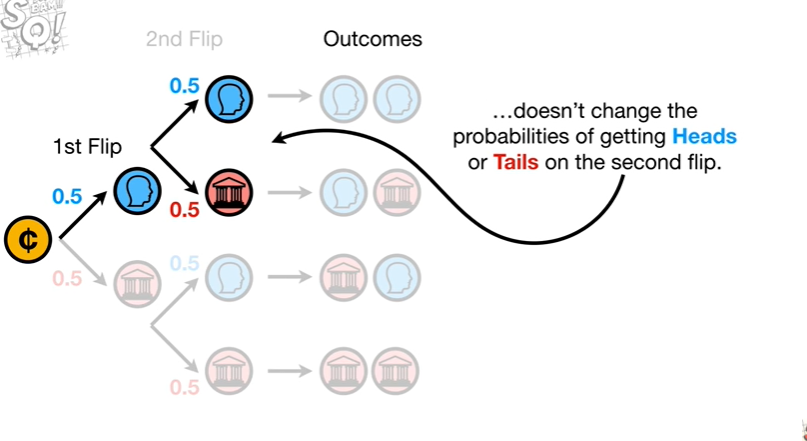 2nd Flip
Outcomes
0.5
…doesn’t change the
probabilities of getting Heads
or Tails on the second flip.
1st Flip
0.5
0.5
¢
0.5
0.5
0.5